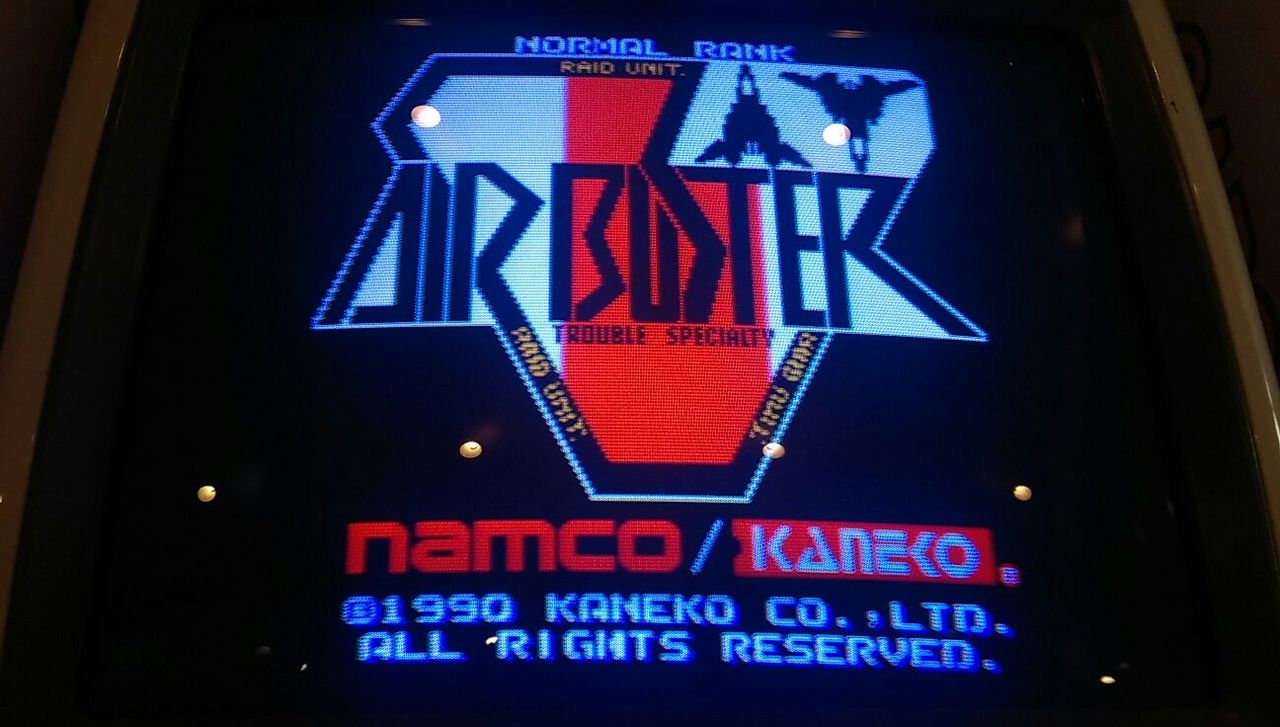 NORMAL RANK
RAID UNIT.
AIR BUSTER
TROUBLE SPECIALTY
RAID UNIT
namco / KANEKO®
©1990 KANEKO CO.,LTD.
ALL RIGHTS RESERVED.